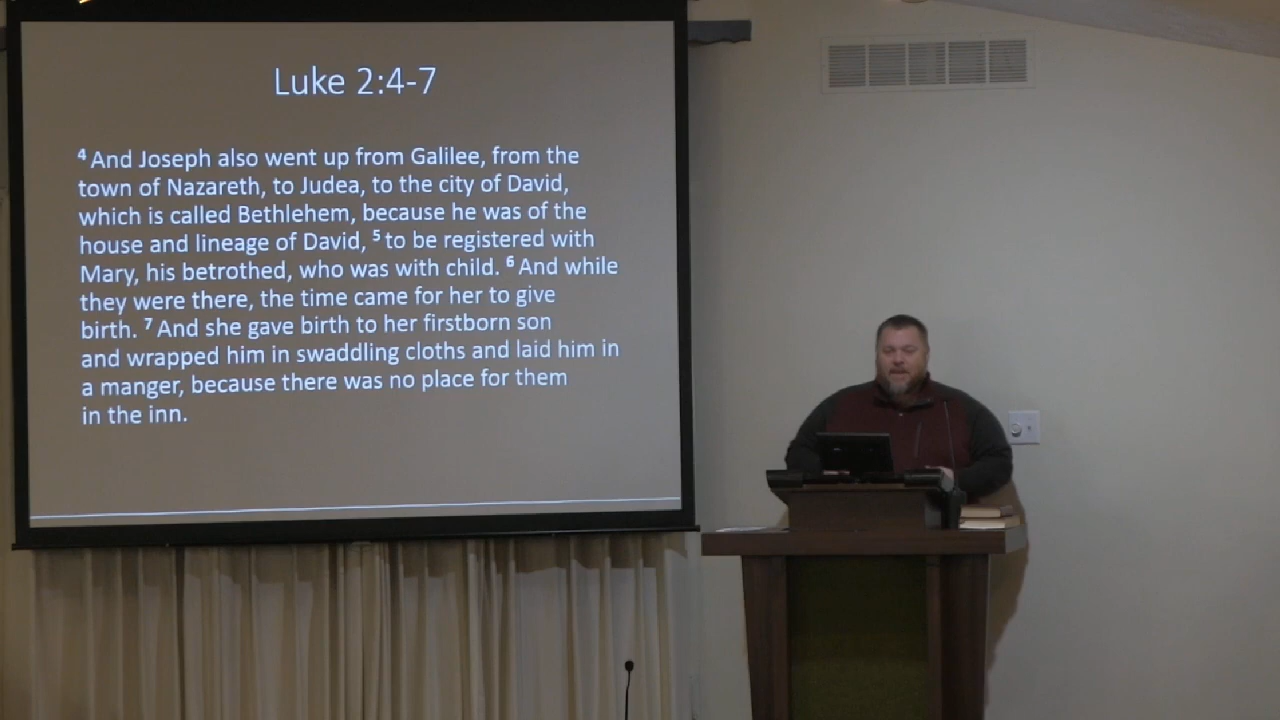 Luke 2:4-7
4 And Joseph also went up from Galilee, from the
town of Nazareth, to Judea, to the city of David,
which is called Bethlehem, because he was of the
house and lineage of David, 5 to be registered with
Mary, his betrothed, who was with child. 6 And while
they were there, the time came for her to give
birth. 7 And she gave birth to her firstborn son
and wrapped him in swaddling cloths and laid him in
a manger, because there was no place for them
in the inn.